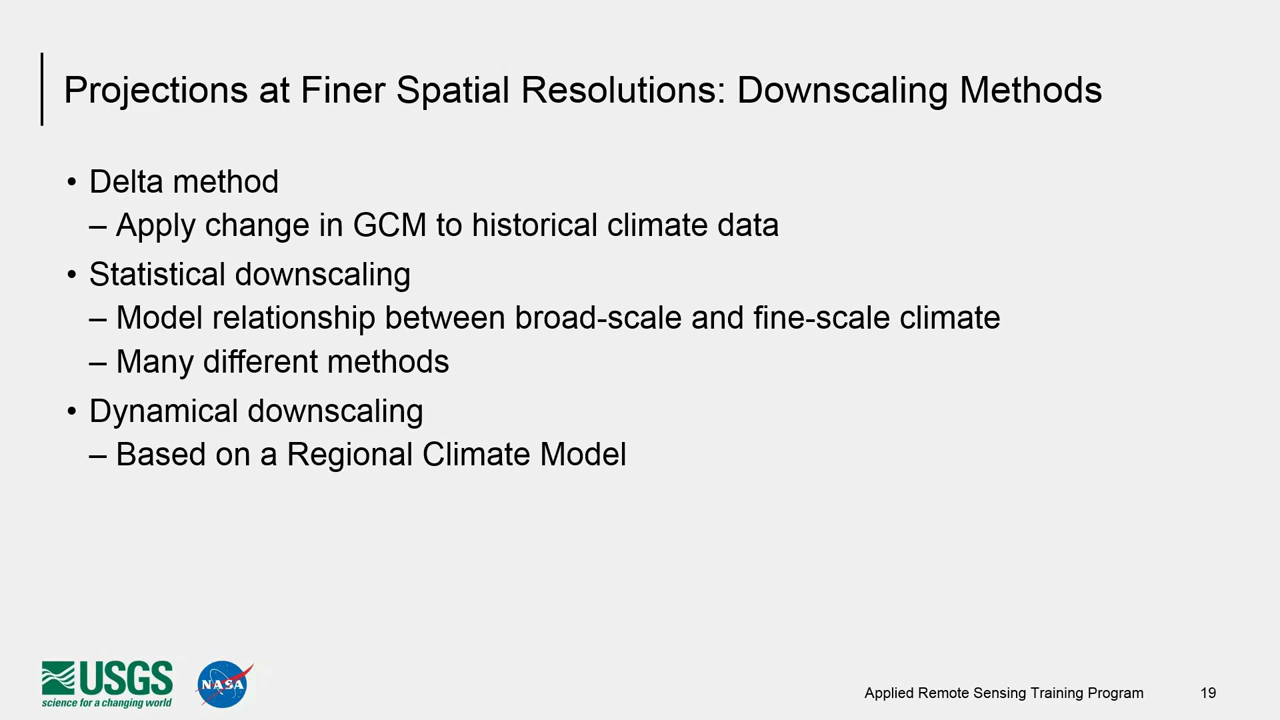 Projections at Finer Spatial Resolutions: Downscaling Methods
• Delta method
– Apply change in GCM to historical climate data
• Statistical downscaling
– Model relationship between broad-scale and fine-scale climate
– Many different methods
• Dynamical downscaling
– Based on a Regional Climate Model
USGS
science for a changing world
NASA
Applied Remote Sensing Training Program
19